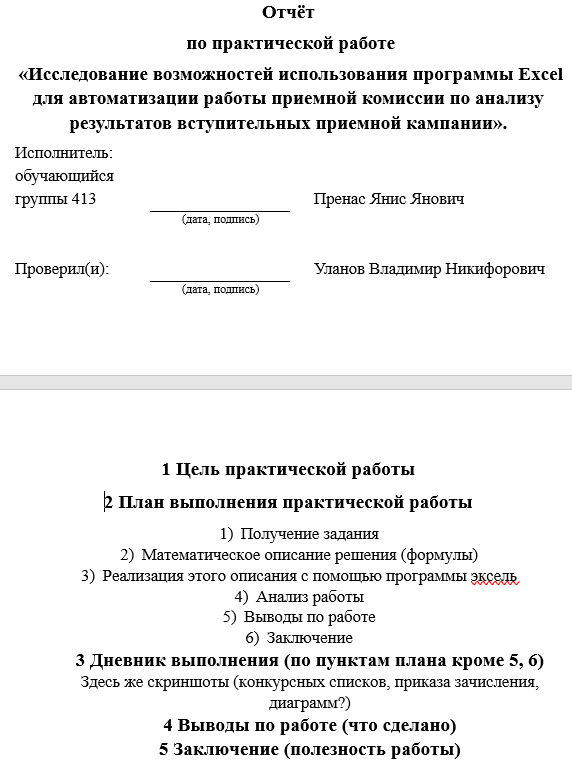 Отчёт
по практической работе
«Исследование возможностей использования программы Excel
для автоматизации работы приемной комиссии по анализу
результатов вступительных приемной кампании».
Исполнитель:
обучающийся
группы 413 Пренас Янис Янович
(дата, подпись)
Проверил(и): Уланов Владимир Никифорович
(дата, подпись)
1 Цель практической работы
2 План выполнения практической работы
1) Получение задания
2) Математическое описание решения (формулы)
3) Реализация этого описания с помощью программы эксель
4) Анализ работы
5) Выводы по работе
6) Заключение
3 Дневник выполнения (по пунктам плана кроме 5, 6)
Здесь же скриншоты (конкурсных списков, приказа зачисления,
диаграмм?)
4 Выводы по работе (что сделано)
5 Заключение (полезность работы)